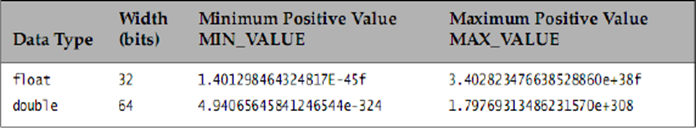 Data Type Width (bits) Minimum Positive Value MIN_VALUE Maximum Positive Value MAX_VALUE
float 32 1.401298464324817E-45f 3.402823476638528860e+38f
double 64 4.94065645841246544e-324 1.79769313486231570e+308